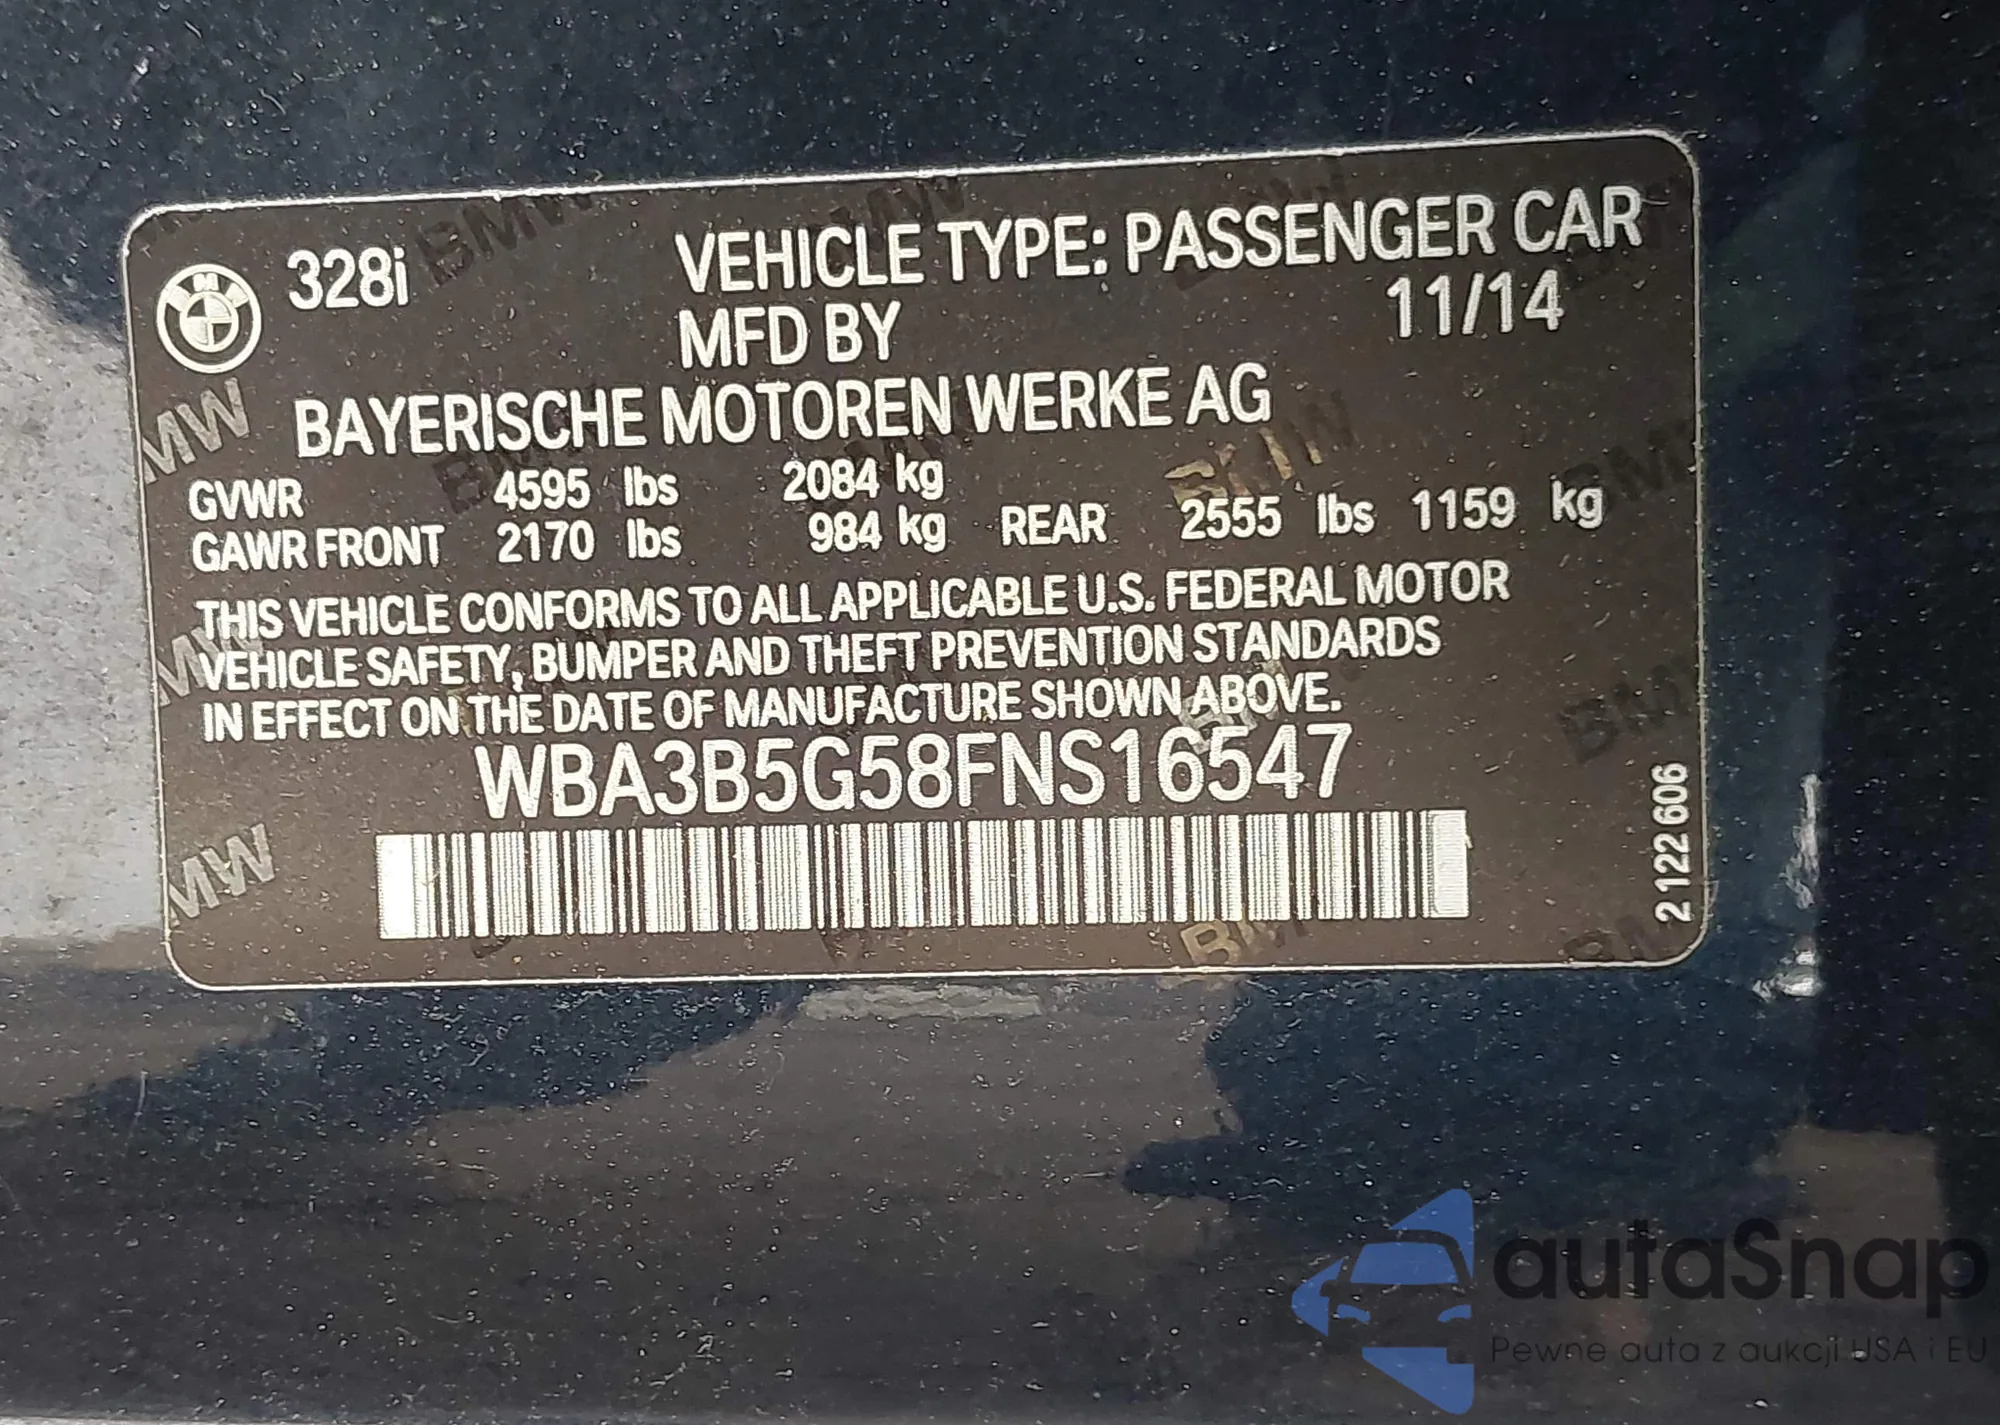 328i VEHICLE TYPE: PASSENGER CAR
MFD BY 11/14
BAYERISCHE MOTOREN WERKE AG
GVWR 4595 lbs 2084 kg
GAWR FRONT 2170 lbs 984 kg REAR 2555 lbs 1159 kg
THIS VEHICLE CONFORMS TO ALL APPLICABLE U.S. FEDERAL MOTOR
VEHICLE SAFETY, BUMPER AND THEFT PREVENTION STANDARDS
IN EFFECT ON THE DATE OF MANUFACTURE SHOWN ABOVE.
WBA3B5G58FNS16547
2 122 606
autaSnap
Pewne auta z aukcji USA i EU